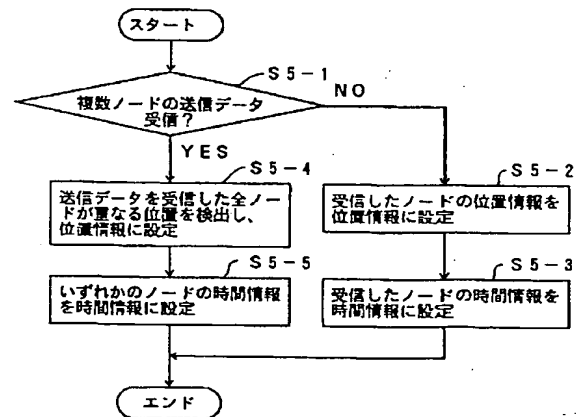 スタート
S5-1
複数ノードの送信データ
受信?
NO
YES
S5-4
送信データを受信した全ノー
ドが重なる位置を検出し、
位置情報に設定
S5-2
受信したノードの位置情報を
位置情報に設定
S5-5
いずれかのノードの時間情報
を時間情報に設定
S5-3
受信したノードの時間情報を
時間情報に設定
エンド